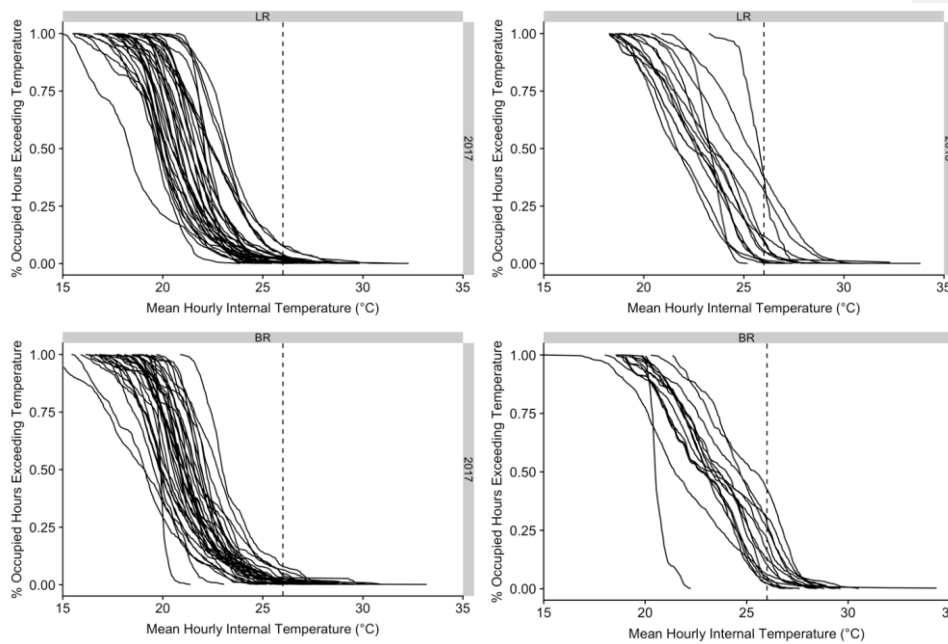 LR
1.00
0.75
0.50
0.25
0.00
% Occupied Hours Exceeding Temperature
2017
15 20 25 30 35
Mean Hourly Internal Temperature (°C)
LR
1.00
0.75
0.50
0.25
0.00
% Occupied Hours Exceeding Temperature
15 20 25 30 35
Mean Hourly Internal Temperature (°C)
BR
1.00
0.75
0.50
0.25
0.00
% Occupied Hours Exceeding Temperature
2017
15 20 25 30 35
Mean Hourly Internal Temperature (°C)
BR
1.00
0.75
0.50
0.25
0.00
% Occupied Hours Exceeding Temperature
15 20 25 30
Mean Hourly Internal Temperature (°C)